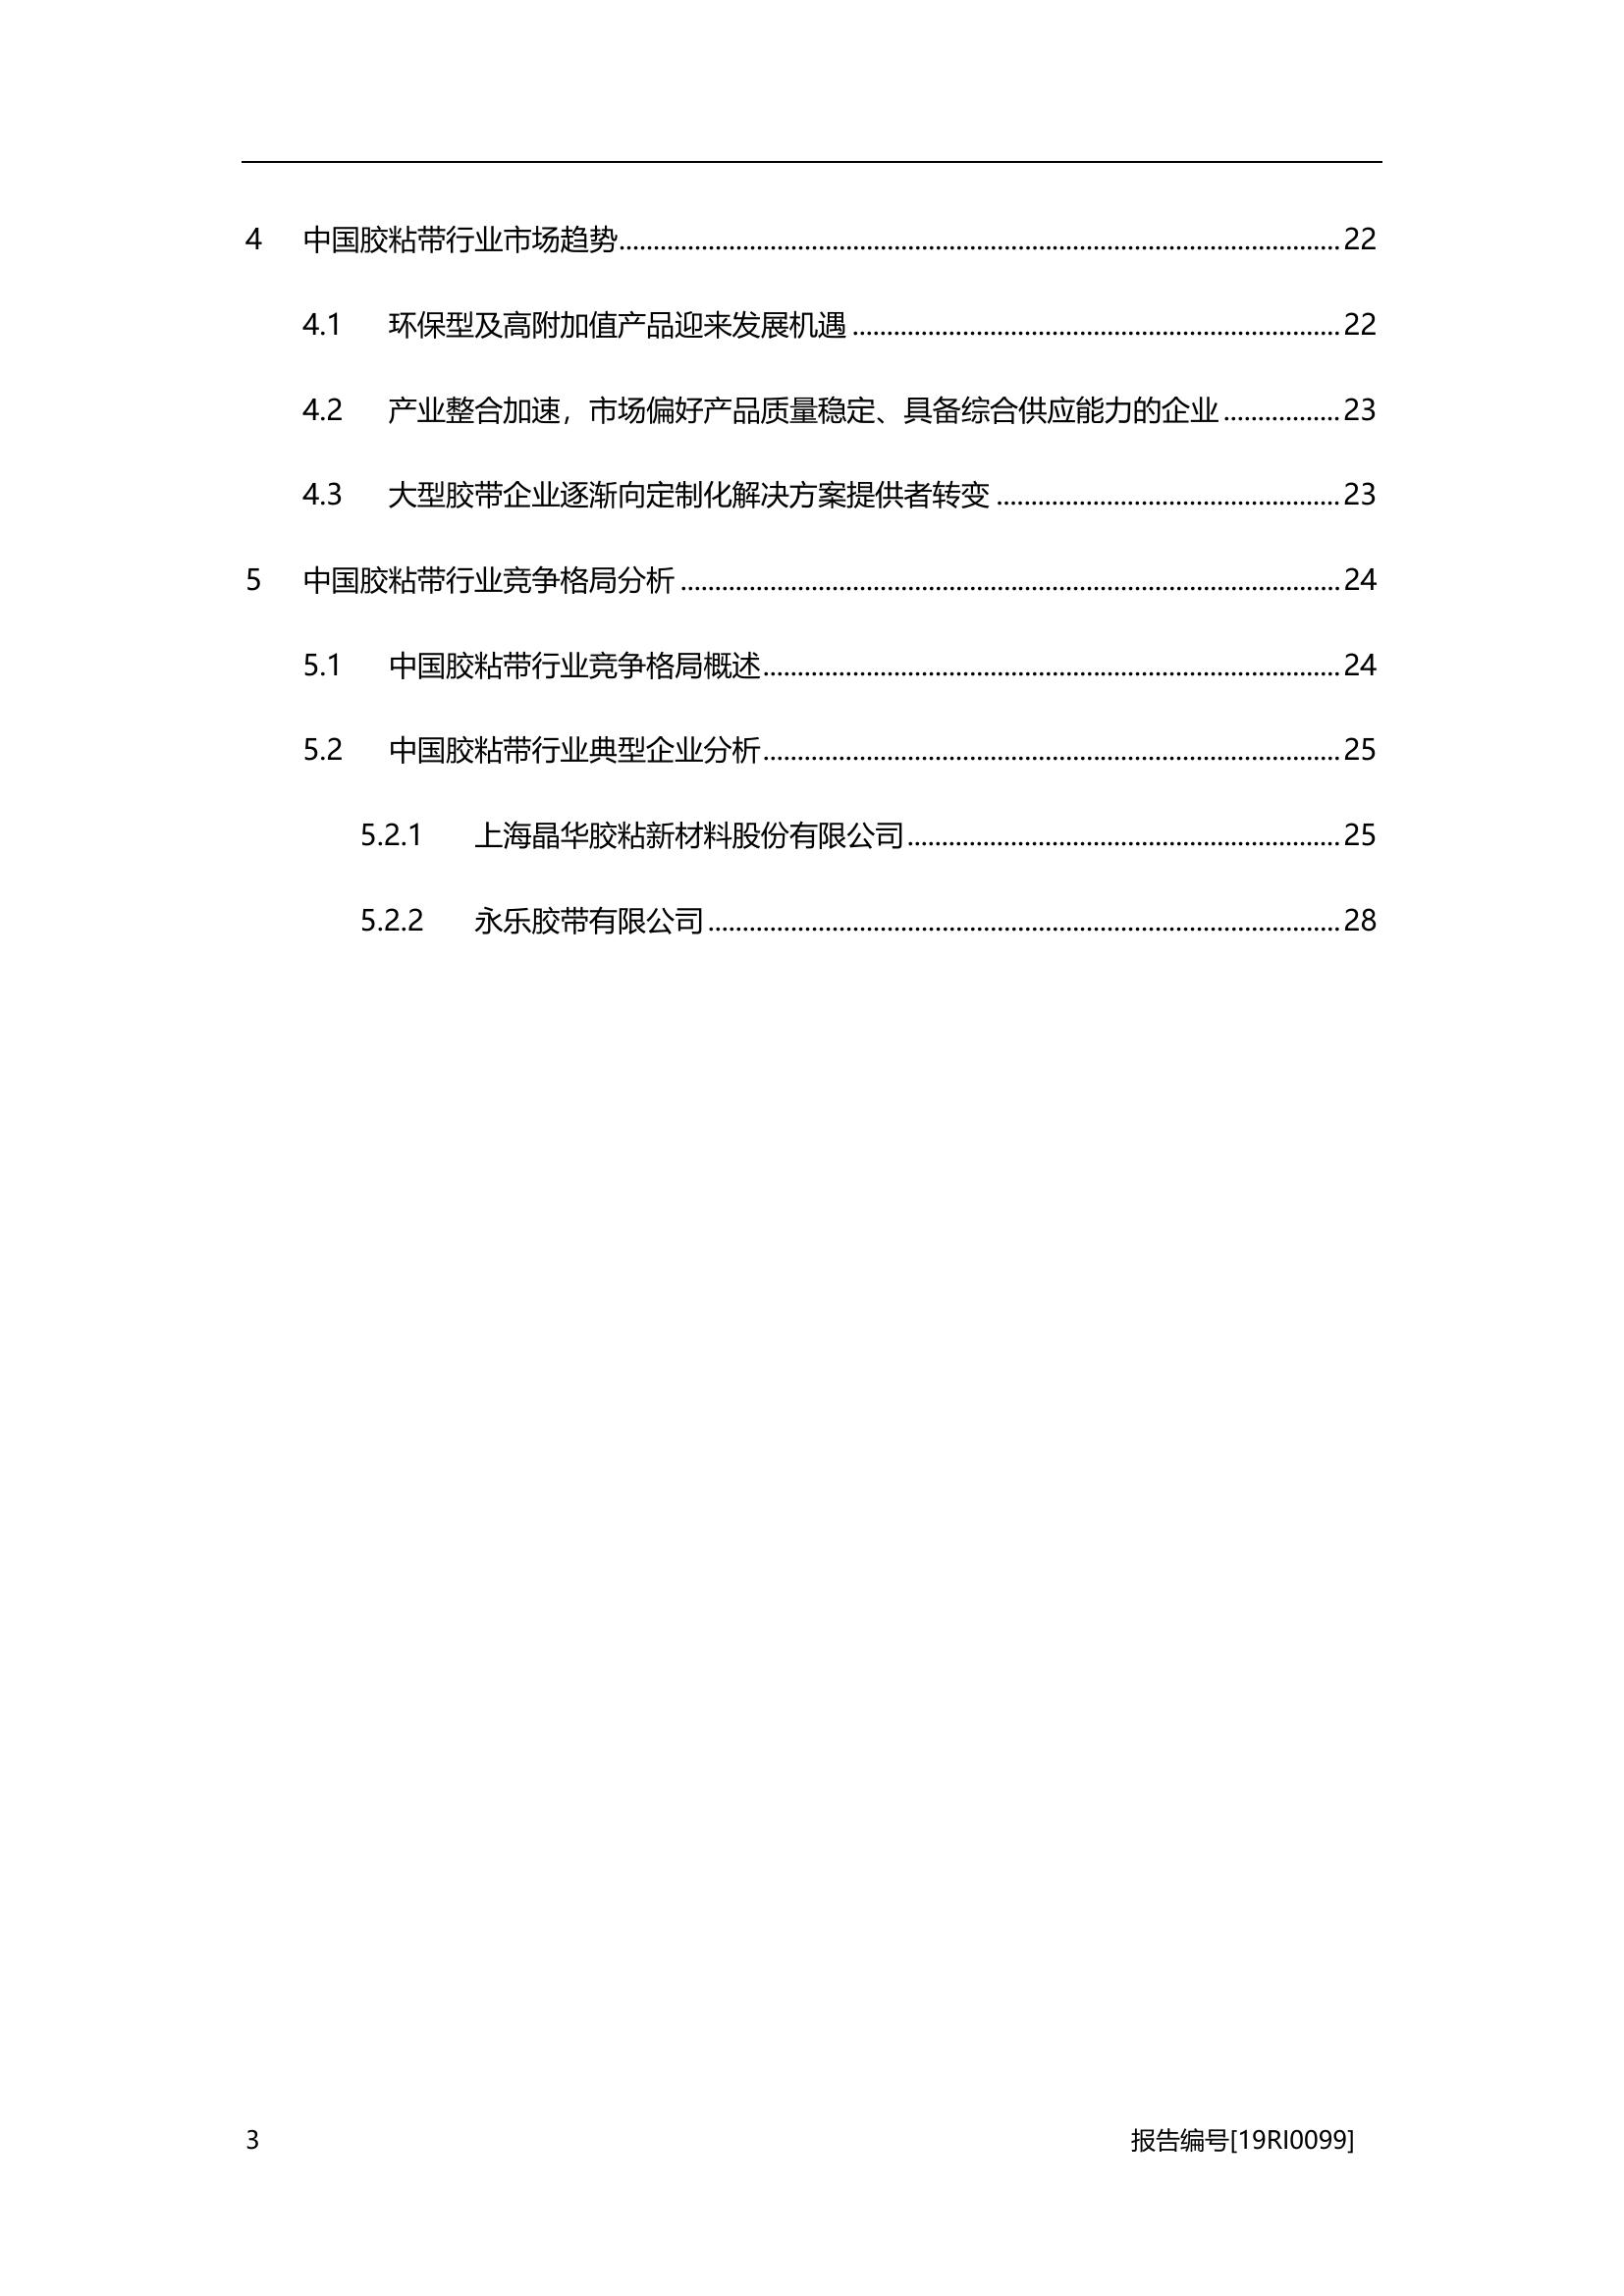 4 中国胶粘带行业市场趋势........................................22
4.1 环保型及高附加值产品迎来发展机遇........................................22
4.2 产业整合加速，市场偏好产品质量稳定、具备综合供应能力的企业.................23
4.3 大型胶带企业逐渐向定制化解决方案提供者转变........................................23
5 中国胶粘带行业竞争格局分析........................................24
5.1 中国胶粘带行业竞争格局概述........................................24
5.2 中国胶粘带行业典型企业分析........................................25
5.2.1 上海晶华胶粘新材料股份有限公司........................................25
5.2.2 永乐胶带有限公司........................................28
3 报告编号[19RI0099]